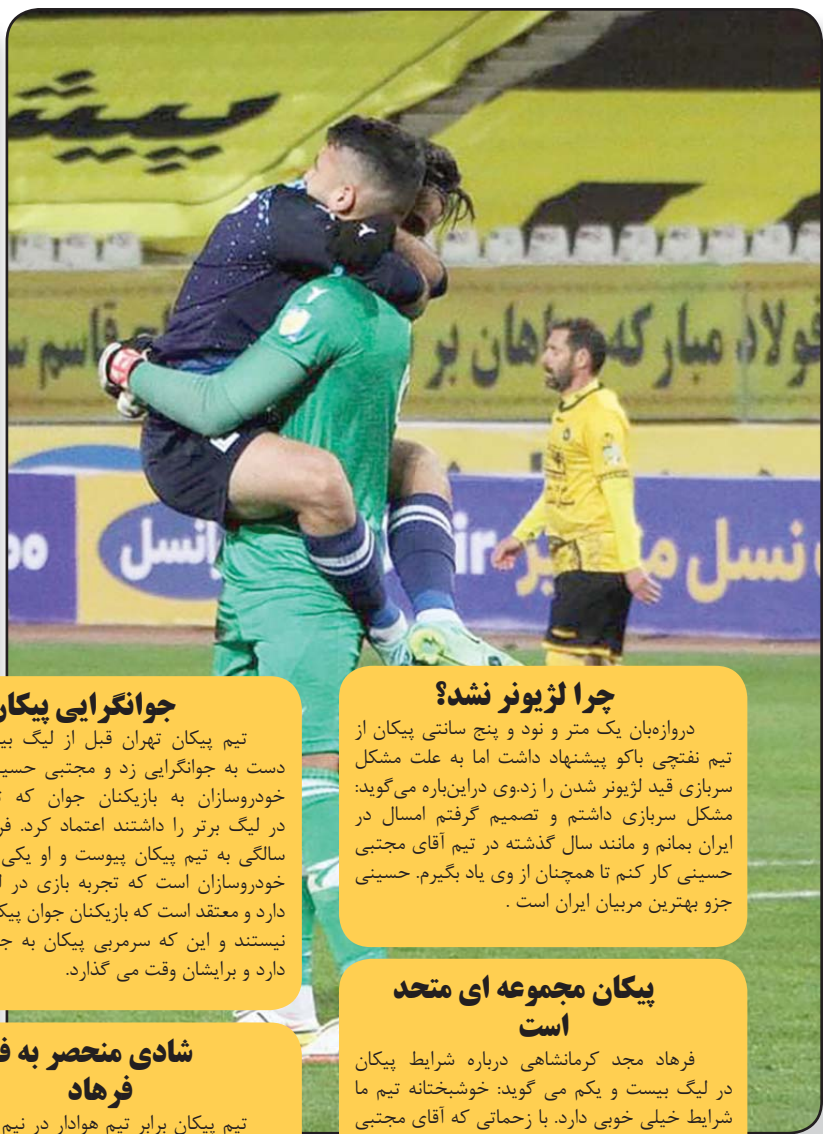 فولاد مبارکه
اهان بر
قاسم
چرا لژیونر نشد؟
دروازه‌بان یک متر و نود و پنج سانتی پیکان از
تیم نفتچی باکو پیشنهاد داشت اما به علت مشکل
سربازی قید لژیونر شدن را زد.وی دراین‌باره می‌گوید:
مشکل سربازی داشتم و تصمیم گرفتم امسال در
ایران بمانم و مانند سال گذشته در تیم آقای مجتبی
حسینی کار کنم تا همچنان از وی یاد بگیرم. حسینی
جزو بهترین مربیان ایران است .
پیکان مجموعه ای متحد
است
فرهاد مجد کرمانشاهی درباره شرایط پیکان
در لیگ بیست و یکم می گوید: خوشبختانه تیم ما
شرایط خیلی خوبی دارد. با زحماتی که آقای مجتبی
جوانگرایی پیکان
تیم پیکان تهران قبل از لیگ
دست به جوانگرایی زد و مجتبی
خودروسازان به بازیکنان جوان که
در لیگ برتر را داشتند اعتماد کرد.
سالگی به تیم پیکان پیوست و او یکی
خودروسازان است که تجربه بازی در
دارد و معتقد است که بازیکنان جوان
نیستند و این که سرمربی پیکان به
دارد و برایشان وقت می گذارد.
شادی منحصر به
فرهاد
تیم پیکان برابر تیم هوادار در نیم